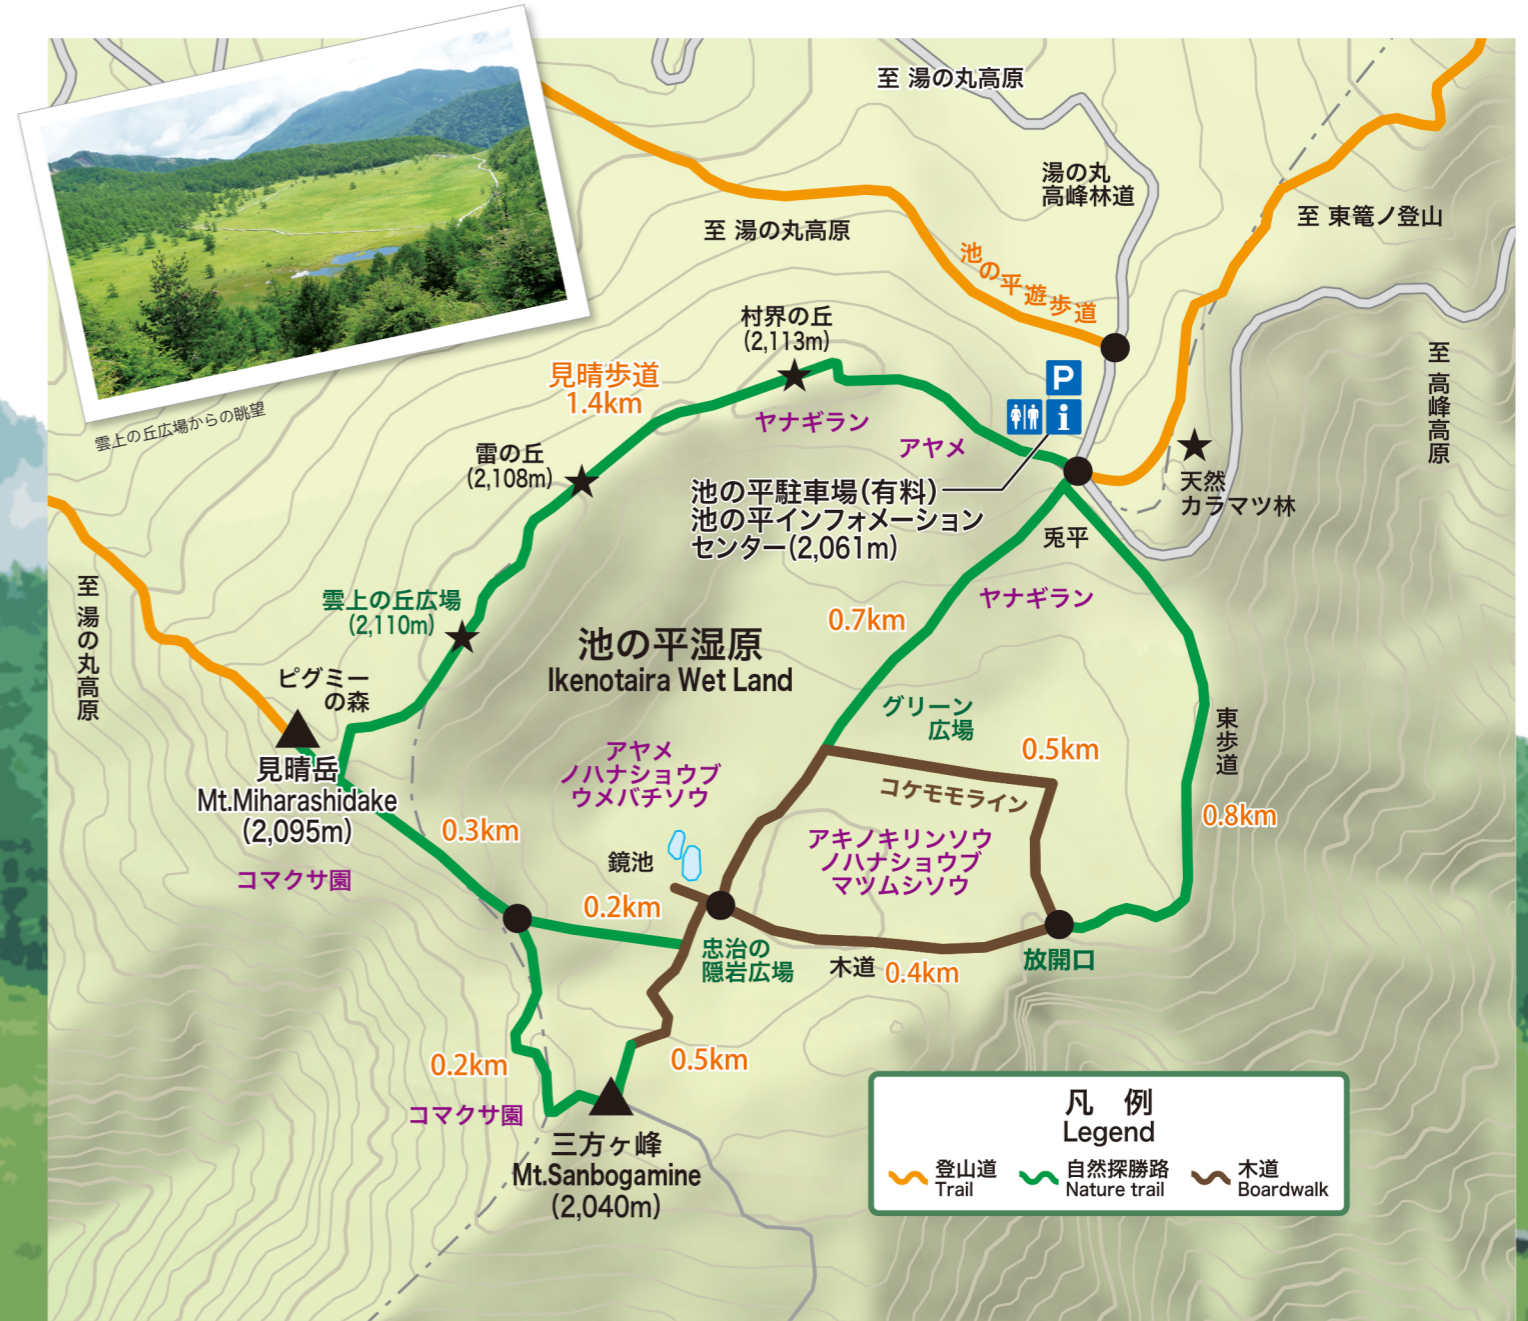 至 湯の丸高原
湯の丸
高峰林道
至 湯の丸高原
至 東篭ノ登山
池の平遊歩道
至 高峰高原
雲上の丘広場からの眺望
村界の丘
(2,113m)
見晴歩道
1.4km
ヤナギラン
アヤメ
P
i
雷の丘
(2,108m)
天然
カラマツ林
池の平駐車場(有料)
池の平インフォメーション
センター(2,061m)
兎平
ヤナギラン
至 湯の丸高原
雲上の丘広場
(2,110m)
0.7km
池の平湿原
Ikenotaira Wet Land
ピグミー
の森
グリーン
広場
0.5km
東歩道
見晴岳
Mt.Miharashidake
(2,095m)
アヤメ
ノハナショウブ
ウメバチソウ
コケモモライン
0.8km
0.3km
アキノキリンソウ
ノハナショウブ
マツムシソウ
コマクサ園
鏡池
0.2km
忠治の
隠岩広場
木道 0.4km
放開口
0.2km
0.5km
コマクサ園
三方ヶ峰
Mt.Sanbogamine
(2,040m)
凡 例
Legend
登山道
Trail
自然探勝路
Nature trail
木道
Boardwalk